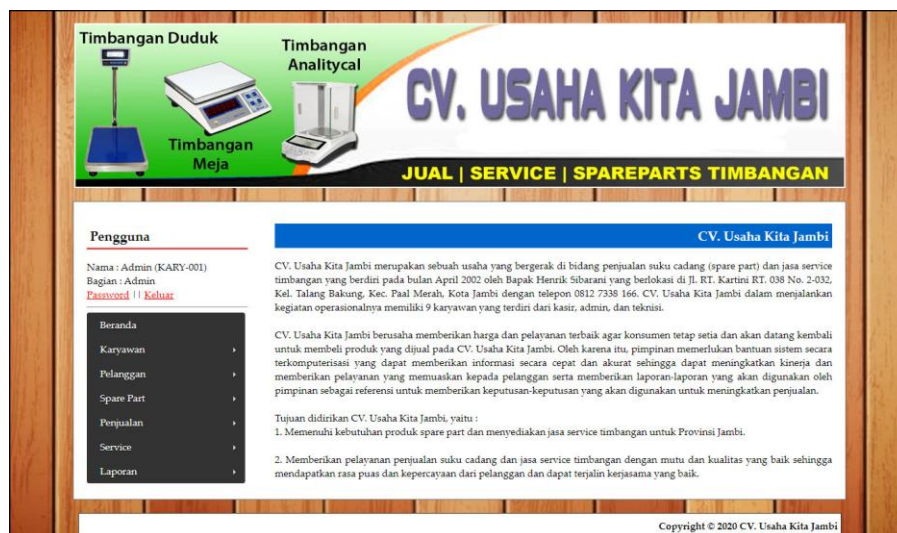 Timbangan Duduk
Timbangan
Analitycal
Timbangan
Meja
CV. USAHA KITA JAMBI
JUAL | SERVICE | SPAREPARTS TIMBANGAN
Pengguna
Nama : Admin (KARY-001)
Bagian : Admin
Password || Keluar
Beranda
Karyawan
Pelanggan
Spare Part
Penjualan
Service
Laporan
CV. Usaha Kita Jambi
CV. Usaha Kita Jambi merupakan sebuah usaha yang bergerak di bidang penjualan suku cadang (spare part) dan jasa service
timbangan yang berdiri pada bulan April 2002 oleh Bapak Henrik Sibarani yang berlokasi di Jl. RT. Kartini RT. 038 No. 2-032,
Kel. Talang Bakung, Kec. Paal Merah, Kota Jambi dengan telepon 0812 7338 166. CV. Usaha Kita Jambi dalam menjalankan
kegiatan operasionalnya memiliki 9 karyawan yang terdiri dari kasir, admin, dan teknisi.
CV. Usaha Kita Jambi berusaha memberikan harga dan pelayanan terbaik agar konsumen tetap setia dan akan datang kembali
untuk membeli produk yang dijual pada CV. Usaha Kita Jambi. Oleh karena itu, pimpinan memerlukan bantuan sistem secara
terkomputerisasi yang dapat memberikan informasi secara cepat dan akurat sehingga dapat meningkatkan kinerja dan
memberikan pelayanan yang memuaskan kepada pelanggan serta memberikan laporan-laporan yang akan digunakan oleh
pimpinan sebagai referensi untuk memberikan keputusan-keputusan yang akan digunakan untuk meningkatkan penjualan.
Tujuan didirikan CV. Usaha Kita Jambi, yaitu :
1. Memenuhi kebutuhan produk spare part dan menyediakan jasa service timbangan untuk Provinsi Jambi.
2. Memberikan pelayanan penjualan suku cadang dan jasa service timbangan dengan mutu dan kualitas yang baik sehingga
mendapatkan rasa puas dan kepercayaan dari pelanggan dan dapat terjalin kerjasama yang baik.
Copyright © 2020 CV. Usaha Kita Jambi